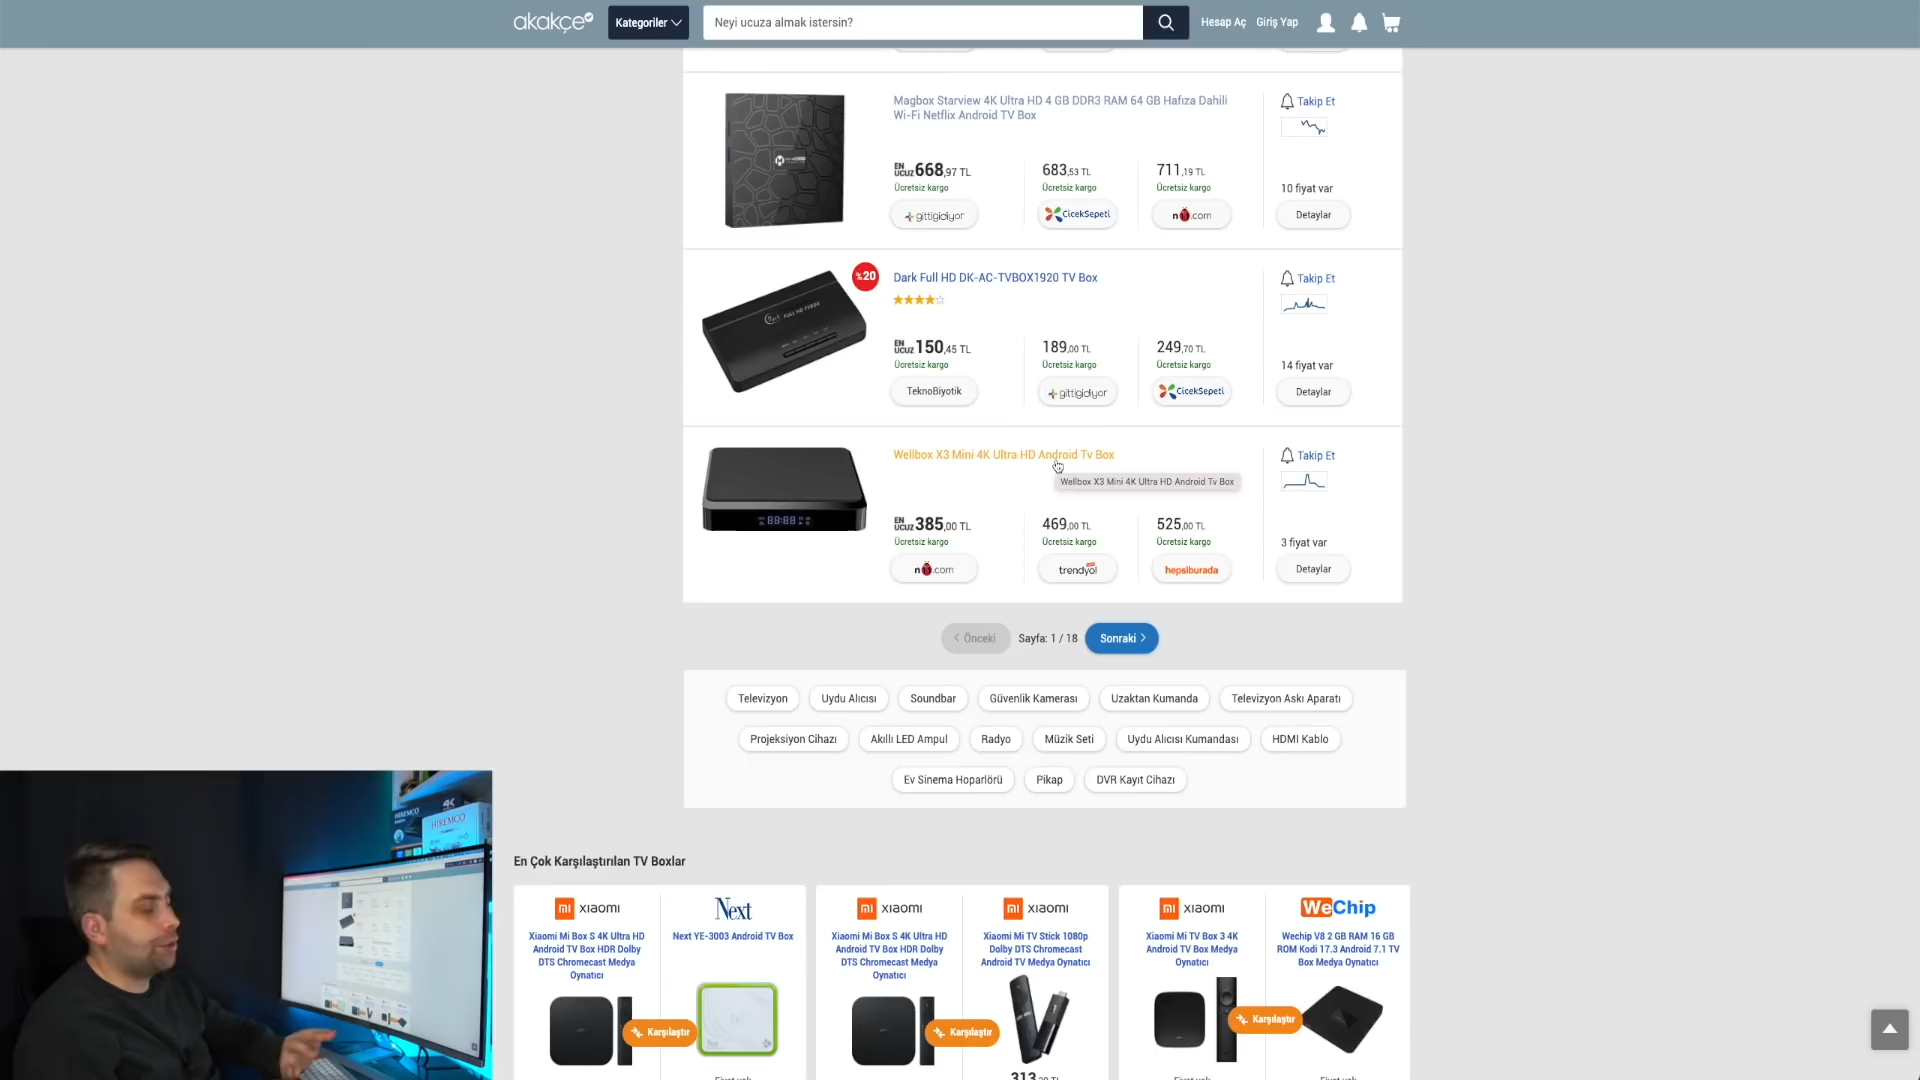 akakçe
Kategoriler
Neyi ucuza almak istersin?
Hesap Aç Giriş Yap
Magbox Starview 4K Ultra HD 4 GB DDR3 RAM 64 GB Hafıza Dahili
Wi-Fi Netflix Android TV Box
Takip Et
EN UCUZ 668,97 TL
683,53 TL
711,19 TL
Ücretsiz kargo
Ücretsiz kargo
Ücretsiz kargo
10 fiyat var
gittigidiyor
CicekSepeti
n11.com
Detaylar
%20
Dark Full HD DK-AC-TVBOX1920 TV Box
Takip Et
EN UCUZ 150,45 TL
189,00 TL
249,70 TL
Ücretsiz kargo
Ücretsiz kargo
Ücretsiz kargo
14 fiyat var
TeknoBiyotik
gittigidiyor
CicekSepeti
Detaylar
Wellbox X3 Mini 4K Ultra HD Android Tv Box
Takip Et
Wellbox X3 Mini 4K Ultra HD Android Tv Box
EN UCUZ 385,00 TL
469,00 TL
525,00 TL
Ücretsiz kargo
Ücretsiz kargo
Ücretsiz kargo
3 fiyat var
n11.com
trendyol
hepsiburada
Detaylar
Önceki
Sayfa: 1 / 18
Sonraki
Televizyon
Uydu Alıcısı
Soundbar
Güvenlik Kamerası
Uzaktan Kumanda
Televizyon Askı Aparatı
Projeksiyon Cihazı
Akıllı LED Ampul
Radyo
Müzik Seti
Uydu Alıcısı Kumandası
HDMI Kablo
Ev Sinema Hoparlörü
Pikap
DVR Kayıt Cihazı
En Çok Karşılaştırılan TV Boxlar
mi xıaomı
Xiaomi Mi Box S 4K Ultra HD
Android TV Box HDR Dolby
DTS Chromecast Medya
Oynatıcı
Next
Next YE-3003 Android TV Box
Karşılaştır
mi xıaomı
Xiaomi Mi Box S 4K Ultra HD
Android TV Box HDR Dolby
DTS Chromecast Medya
Oynatıcı
mi xıaomı
Xiaomi Mi TV Stick 1080p
Dolby DTS Chromecast
Android TV Medya Oynatıcı
Karşılaştır
mi xıaomı
Xiaomi Mi TV Box 3 4K
Android TV Box Medya
Oynatıcı
WeChip
Wechip V8 2 GB RAM 16 GB
ROM Kodi 17.3 Android 7.1 TV
Box Medya Oynatıcı
Karşılaştır
4K
HIREMCO
HIREMCO